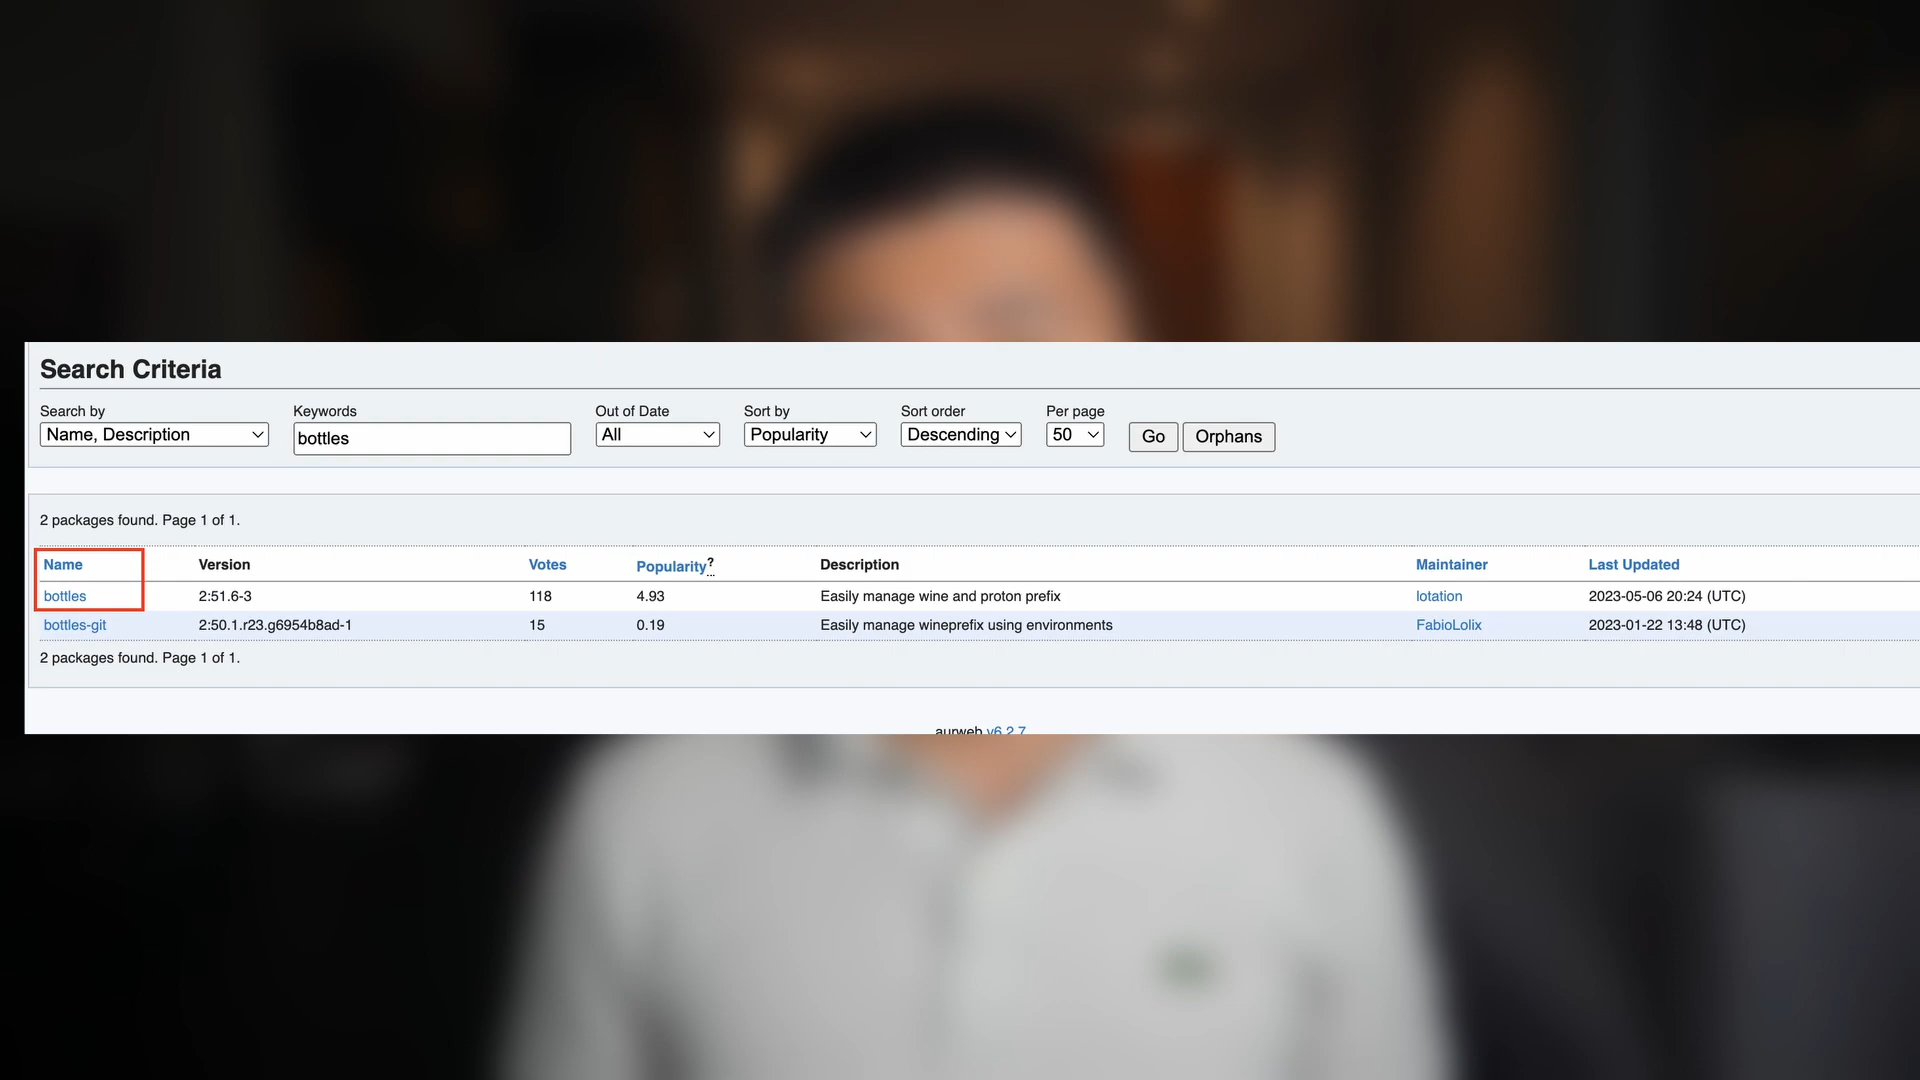 Search Criteria
Search by Keywords Out of Date Sort by Sort order Per page
Name, Description bottles All Popularity Descending 50 Go Orphans
2 packages found. Page 1 of 1.
Name Version Votes Popularity? Description Maintainer Last Updated
bottles 2:51.6-3 118 4.93 Easily manage wine and proton prefix lotation 2023-05-06 20:24 (UTC)
bottles-git 2:50.1.r23.g6954b8ad-1 15 0.19 Easily manage wineprefix using environments FabioLolix 2023-01-22 13:48 (UTC)
2 packages found. Page 1 of 1.
aurweb v6.2.7